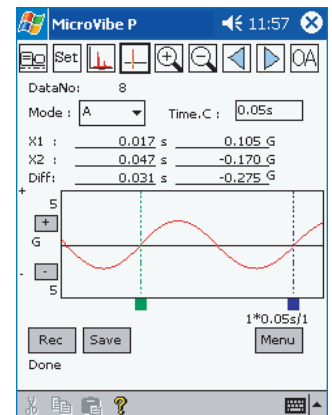 MicroVibe P 11:57
Set OA
DataNo: 8
Mode : A Time.C : 0.05s
X1 : 0.017 s 0.105 G
X2 : 0.047 s -0.170 G
Diff: 0.031 s -0.275 G
+
5
+
G
-
-
5
1*0.05s/1
Rec Save Menu
Done